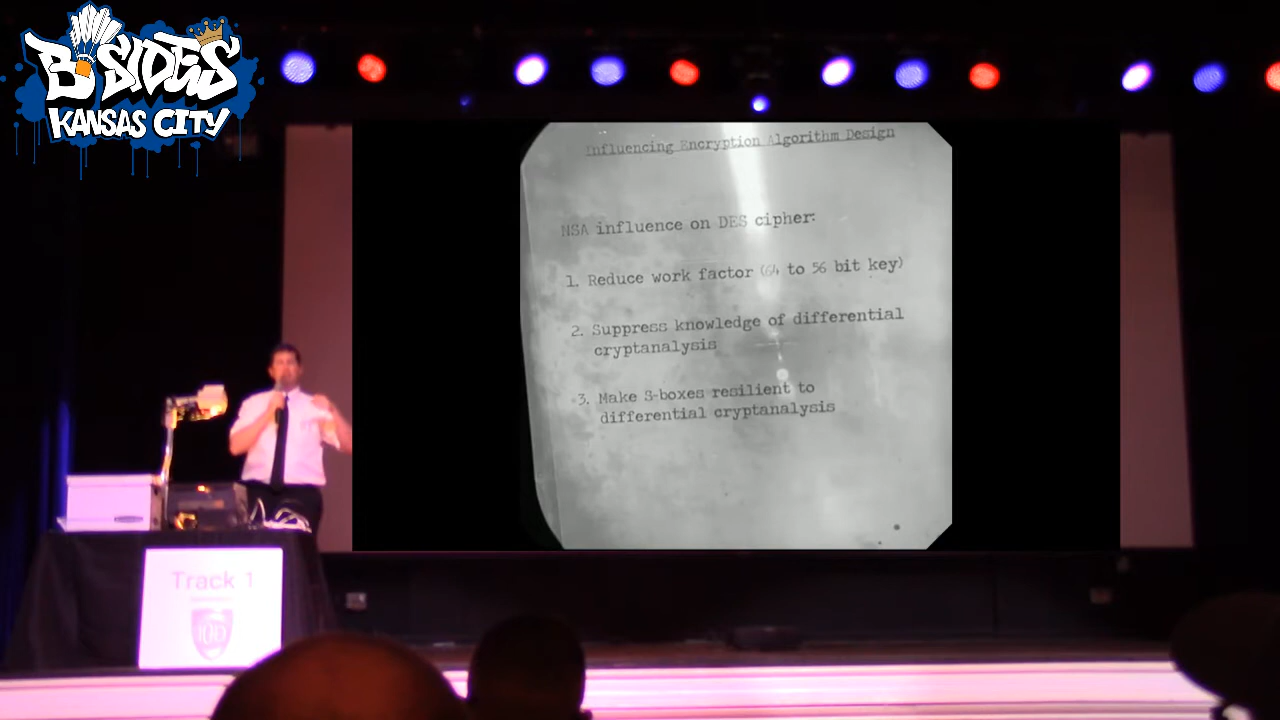 B-SIDES
KANSAS CITY
Influencing Encryption Algorithm Design
NSA influence on DES cipher:
1. Reduce work factor (64 to 56 bit key)
2. Suppress knowledge of differential
cryptanalysis
3. Make S-boxes resilient to
differential cryptanalysis
Track 1